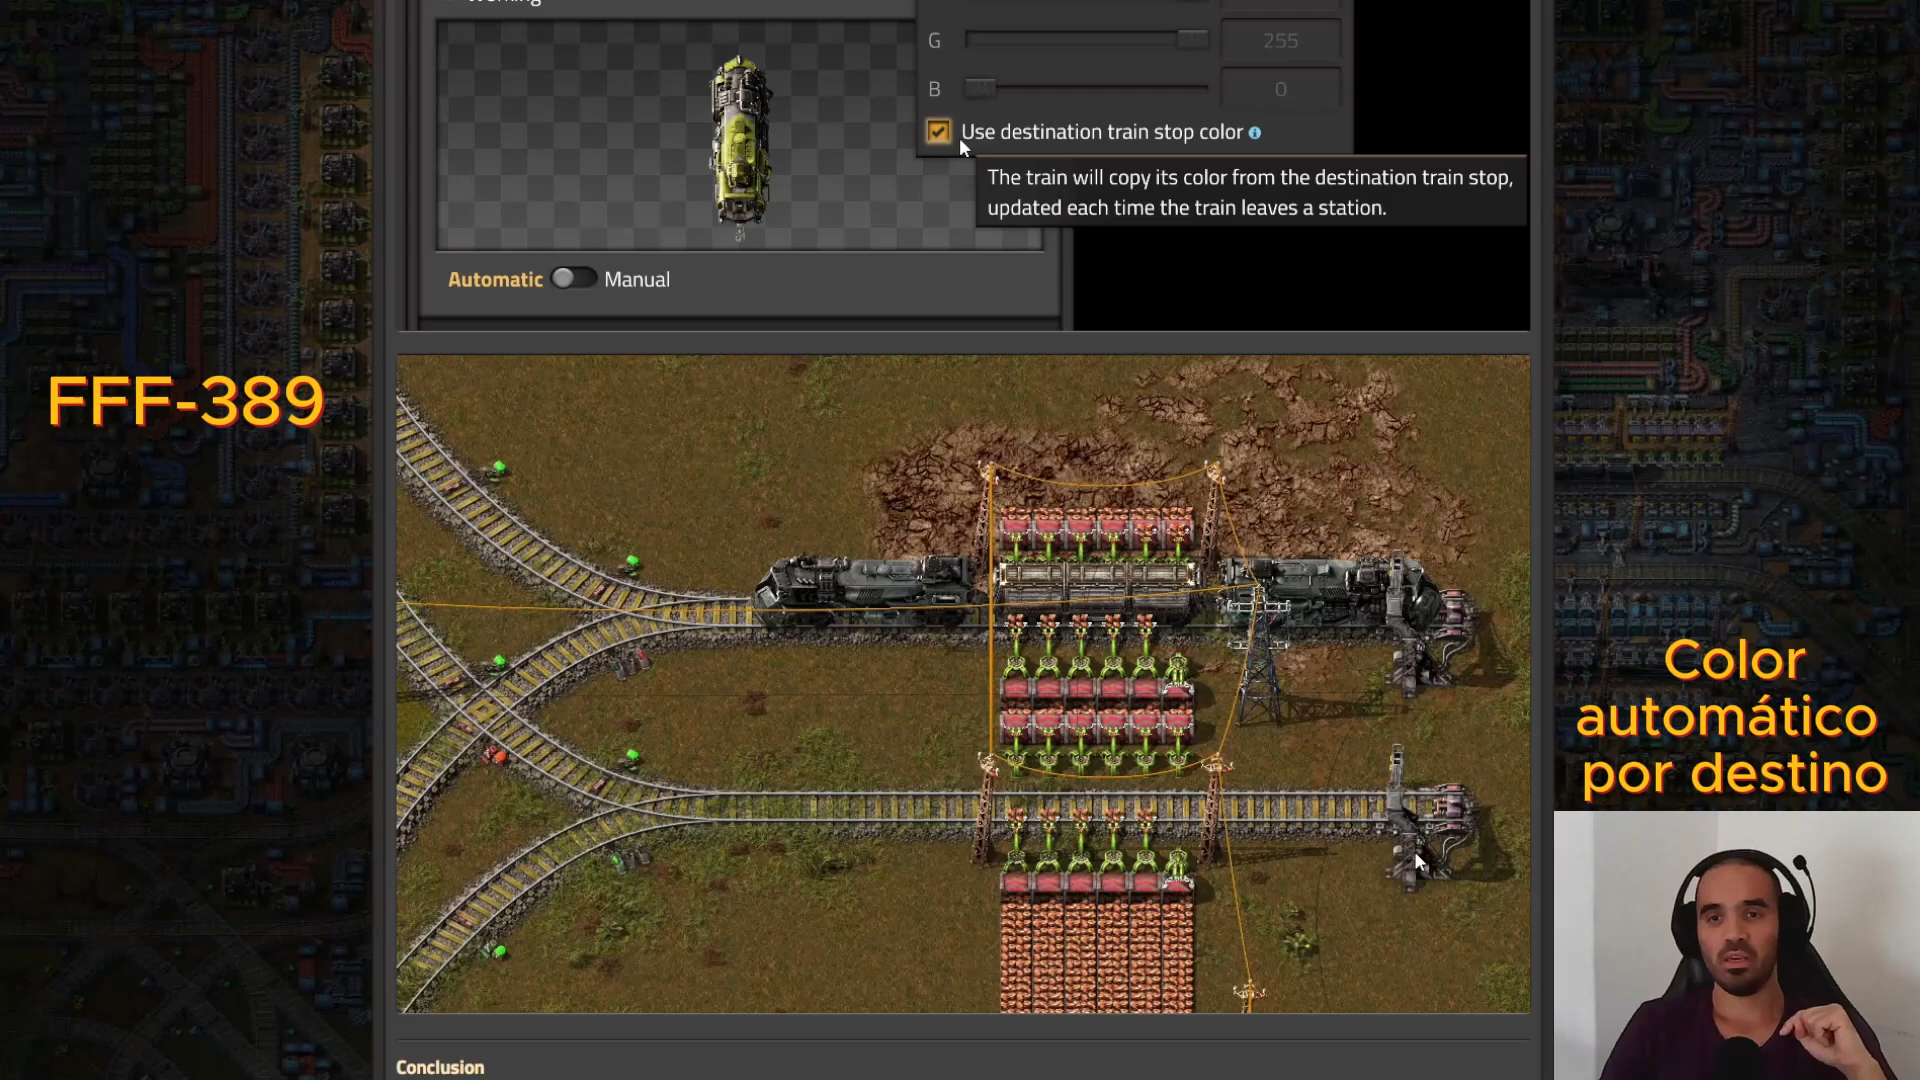 G
255
B
0
Use destination train stop color
The train will copy its color from the destination train stop,
updated each time the train leaves a station.
Automatic
Manual
FFF-389
Color
automático
por destino
Conclusion